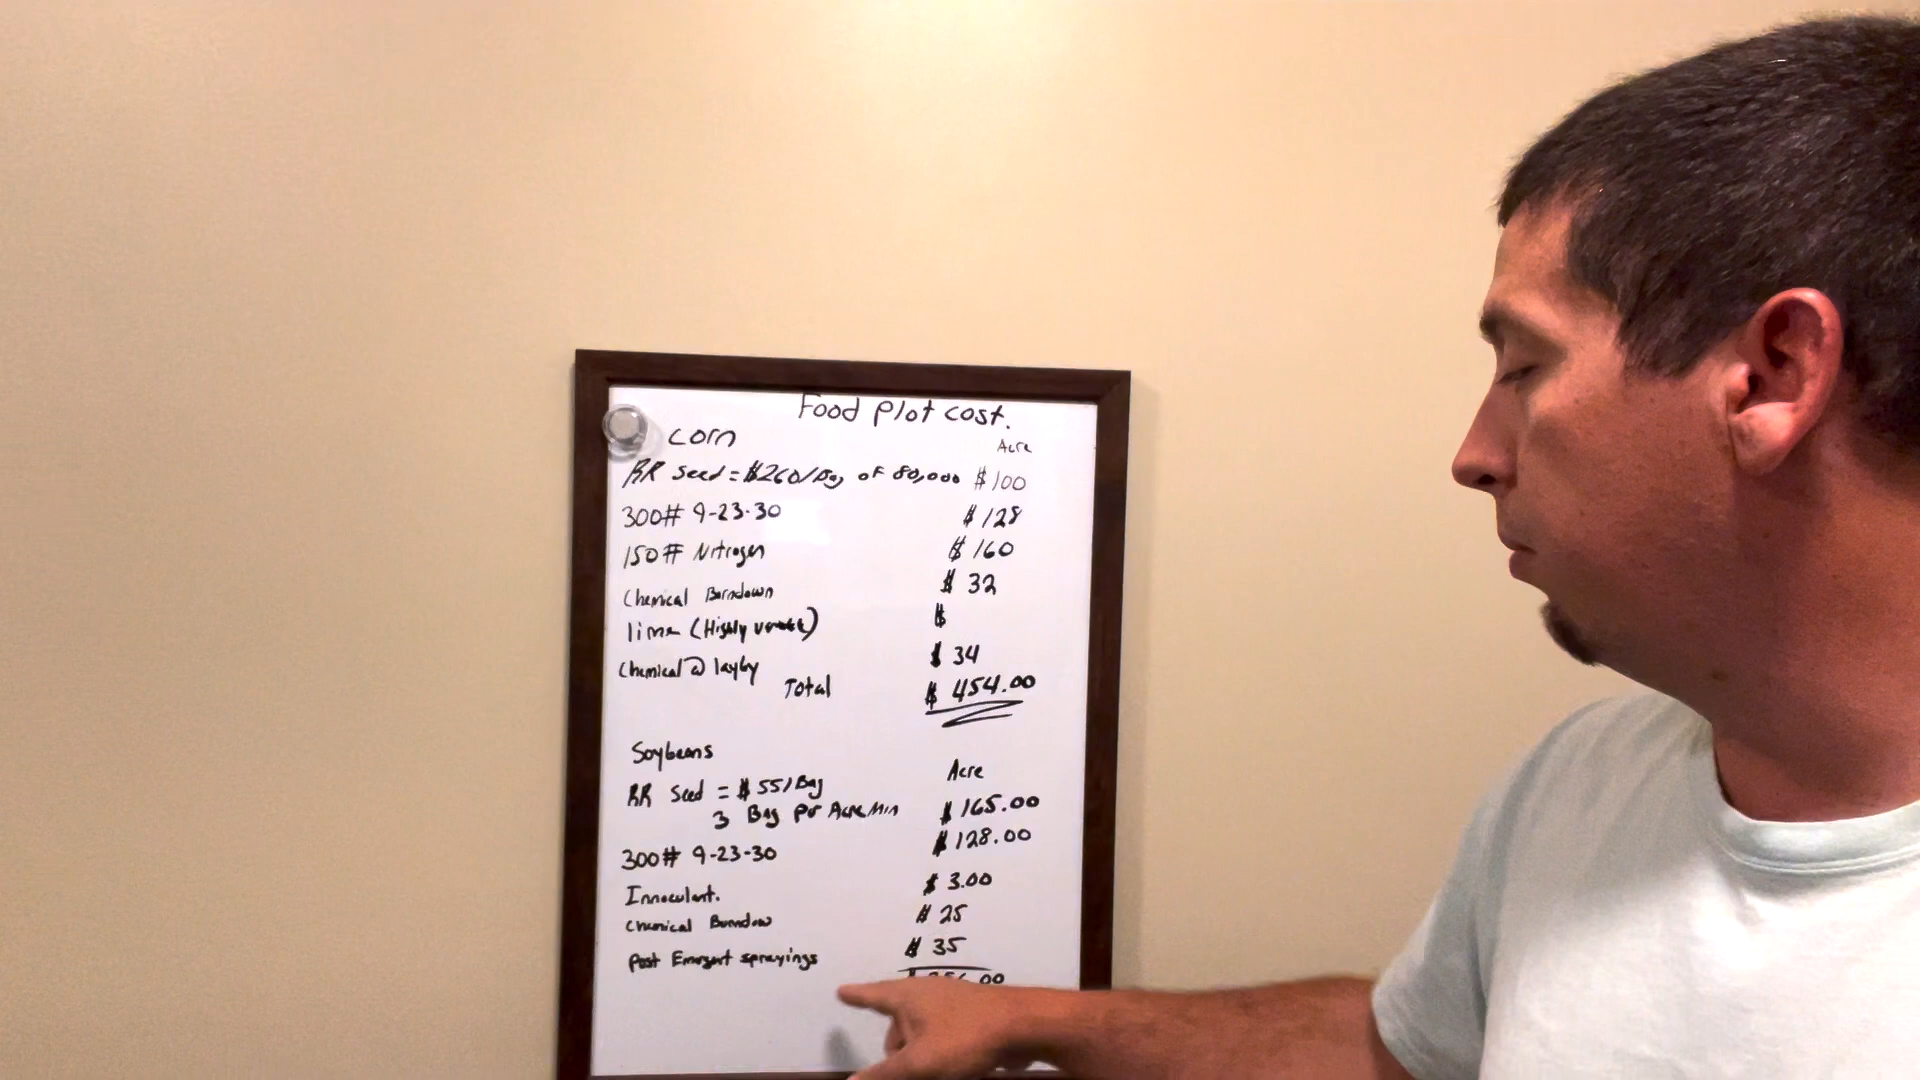 Food Plot Cost.
Corn
Acre
RR Seed = $260/Bag of 80,000 $100
300# 9-23-30 $128
150# Nitrogen $160
Chemical Burndown $32
lime (Highly $
Chemical @ layby $34
Total $454.00
Soybeans
Acre
RR Seed = $55/Bag
3 Bag Per Acre Min $165.00
300# 9-23-30 $128.00
Innoculant. $3.00
Chemical Burndow $25
Post Emergent sprayings $35